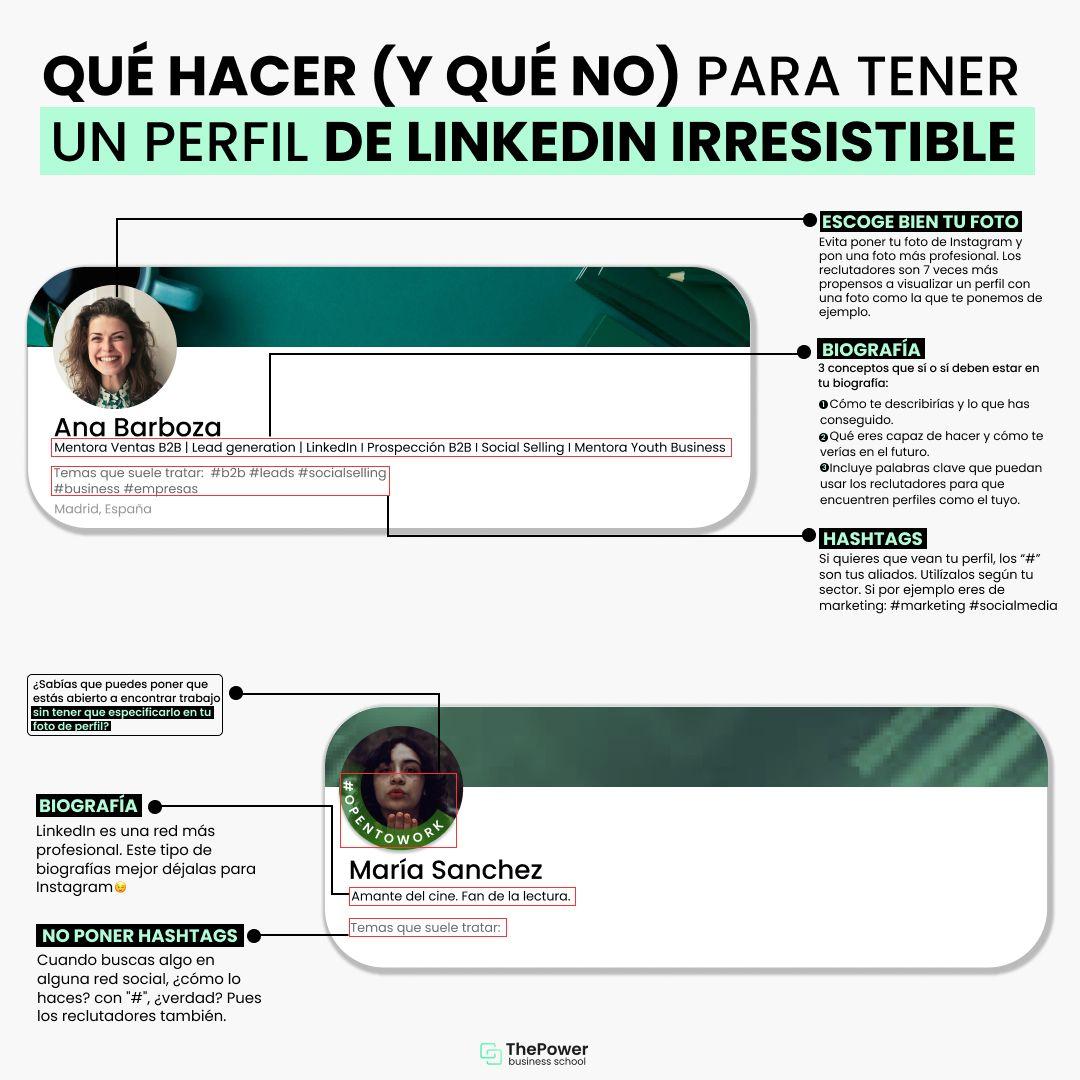 QUÉ HACER (Y QUÉ NO) PARA TENER
UN PERFIL DE LINKEDIN IRRESISTIBLE
ESCOGE BIEN TU FOTO
Evita poner tu foto de Instagram y
pon una foto más profesional. Los
reclutadores son 7 veces más
propensos a visualizar un perfil con
una foto como la que te ponemos de
ejemplo.
BIOGRAFÍA
3 conceptos que sí o sí deben estar en
tu biografía:
1 Cómo te describirías y lo que has
conseguido.
2 Qué eres capaz de hacer y cómo te
verías en el futuro.
3 Incluye palabras clave que puedan
usar los reclutadores para que
encuentren perfiles como el tuyo.
HASHTAGS
Si quieres que vean tu perfil, los “#”
son tus aliados. Utilízalos según tu
sector. Si por ejemplo eres de
marketing: #marketing #socialmedia
Ana Barboza
Mentora Ventas B2B | Lead generation | LinkedIn I Prospección B2B I Social Selling I Mentora Youth Business
Temas que suele tratar: #b2b #leads #socialselling
#business #empresas
Madrid, España
¿Sabías que puedes poner que
estás abierto a encontrar trabajo
sin tener que especificarlo en tu
foto de perfil?
BIOGRAFÍA
LinkedIn es una red más
profesional. Este tipo de
biografías mejor déjalas para
Instagram😉
NO PONER HASHTAGS
Cuando buscas algo en
alguna red social, ¿cómo lo
haces? con "#", ¿verdad? Pues
los reclutadores también.
#OPENTOWORK
María Sanchez
Amante del cine. Fan de la lectura.
Temas que suele tratar:
ThePower
business school